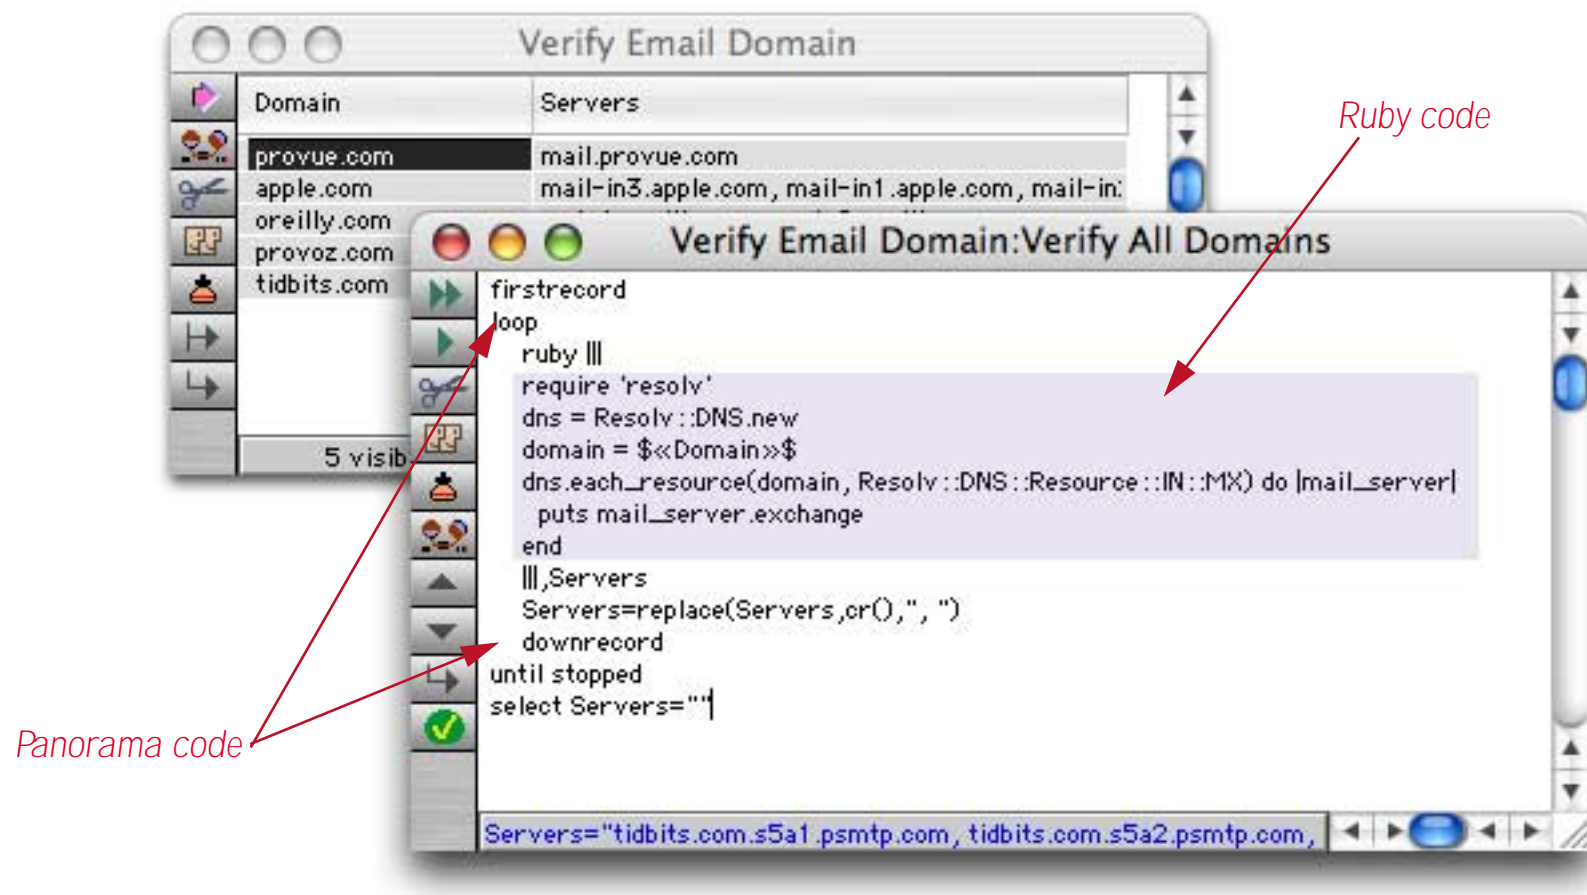 Verify Email Domain
Domain Servers
provue.com mail.provue.com
apple.com mail-in3.apple.com, mail-in1.apple.com, mail-in
oreilly.com
provoz.com
tidbits.com
5 visib
Ruby code
Verify Email Domain:Verify All Domains
firstrecord
loop
ruby |||
require 'resolv'
dns = Resolv::DNS.new
domain = $«Domain»$
dns.each_resource(domain, Resolv::DNS::Resource::IN::MX) do |mail_server|
puts mail_server.exchange
end
|||,Servers
Servers=replace(Servers,cr(),", ")
downrecord
until stopped
select Servers=""
Panorama code
Servers="tidbits.com.s5a1.psmtp.com, tidbits.com.s5a2.psmtp.com,